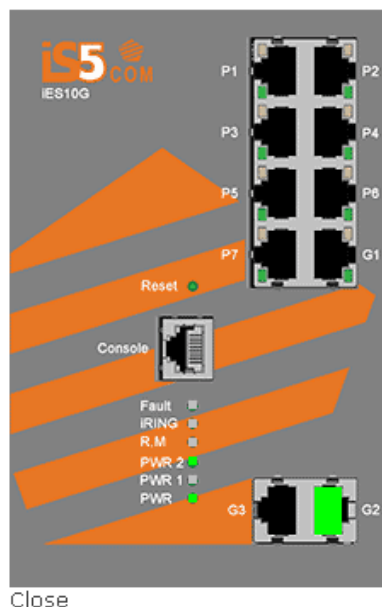 iS5 COM
iES10G
P1 P2
P3 P4
P5 P6
P7 G1
Reset
Console
Fault
iRING
R.M
PWR 2
PWR 1
PWR
G3 G2
Close